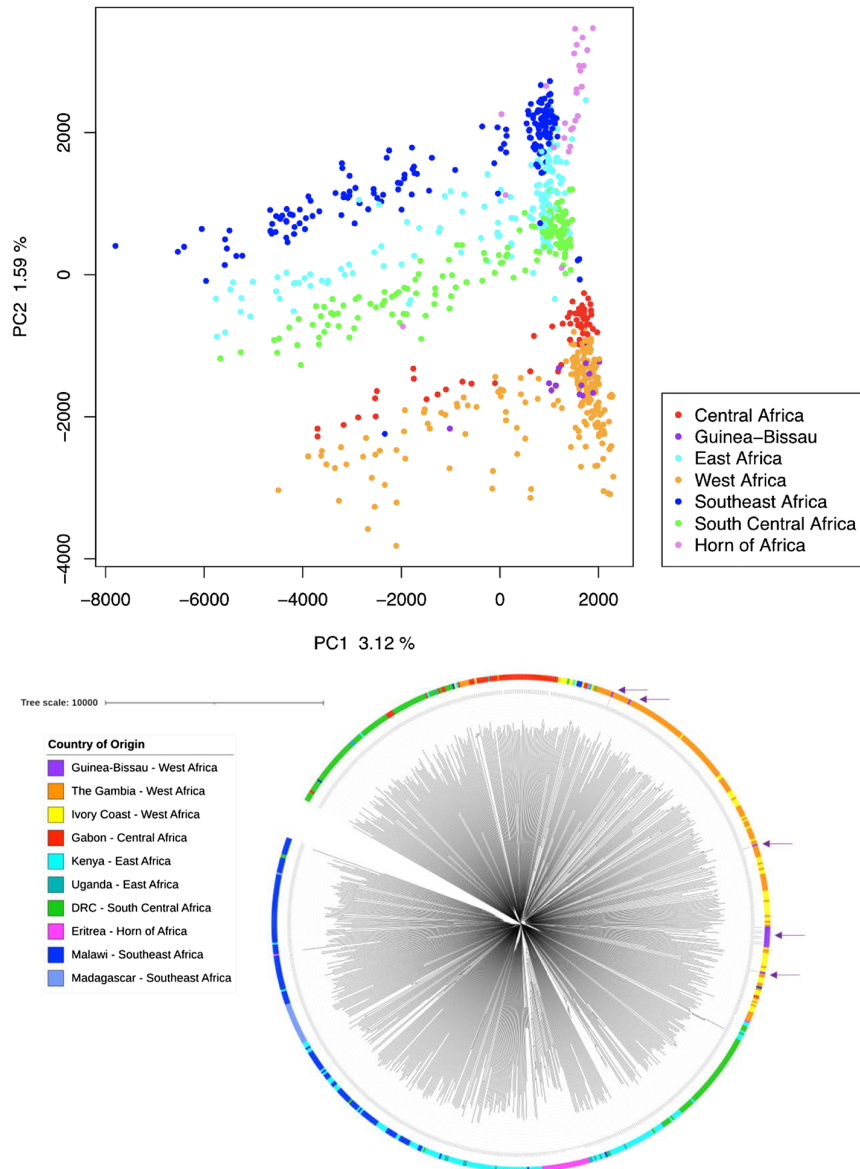 2000
0
−2000
−4000
PC2 1.59 %
−8000 −6000 −4000 −2000 0 2000
PC1 3.12 %
Central Africa
Guinea−Bissau
East Africa
West Africa
Southeast Africa
South Central Africa
Horn of Africa
Tree scale: 10000
Country of Origin
Guinea-Bissau - West Africa
The Gambia - West Africa
Ivory Coast - West Africa
Gabon - Central Africa
Kenya - East Africa
Uganda - East Africa
DRC - South Central Africa
Eritrea - Horn of Africa
Malawi - Southeast Africa
Madagascar - Southeast Africa